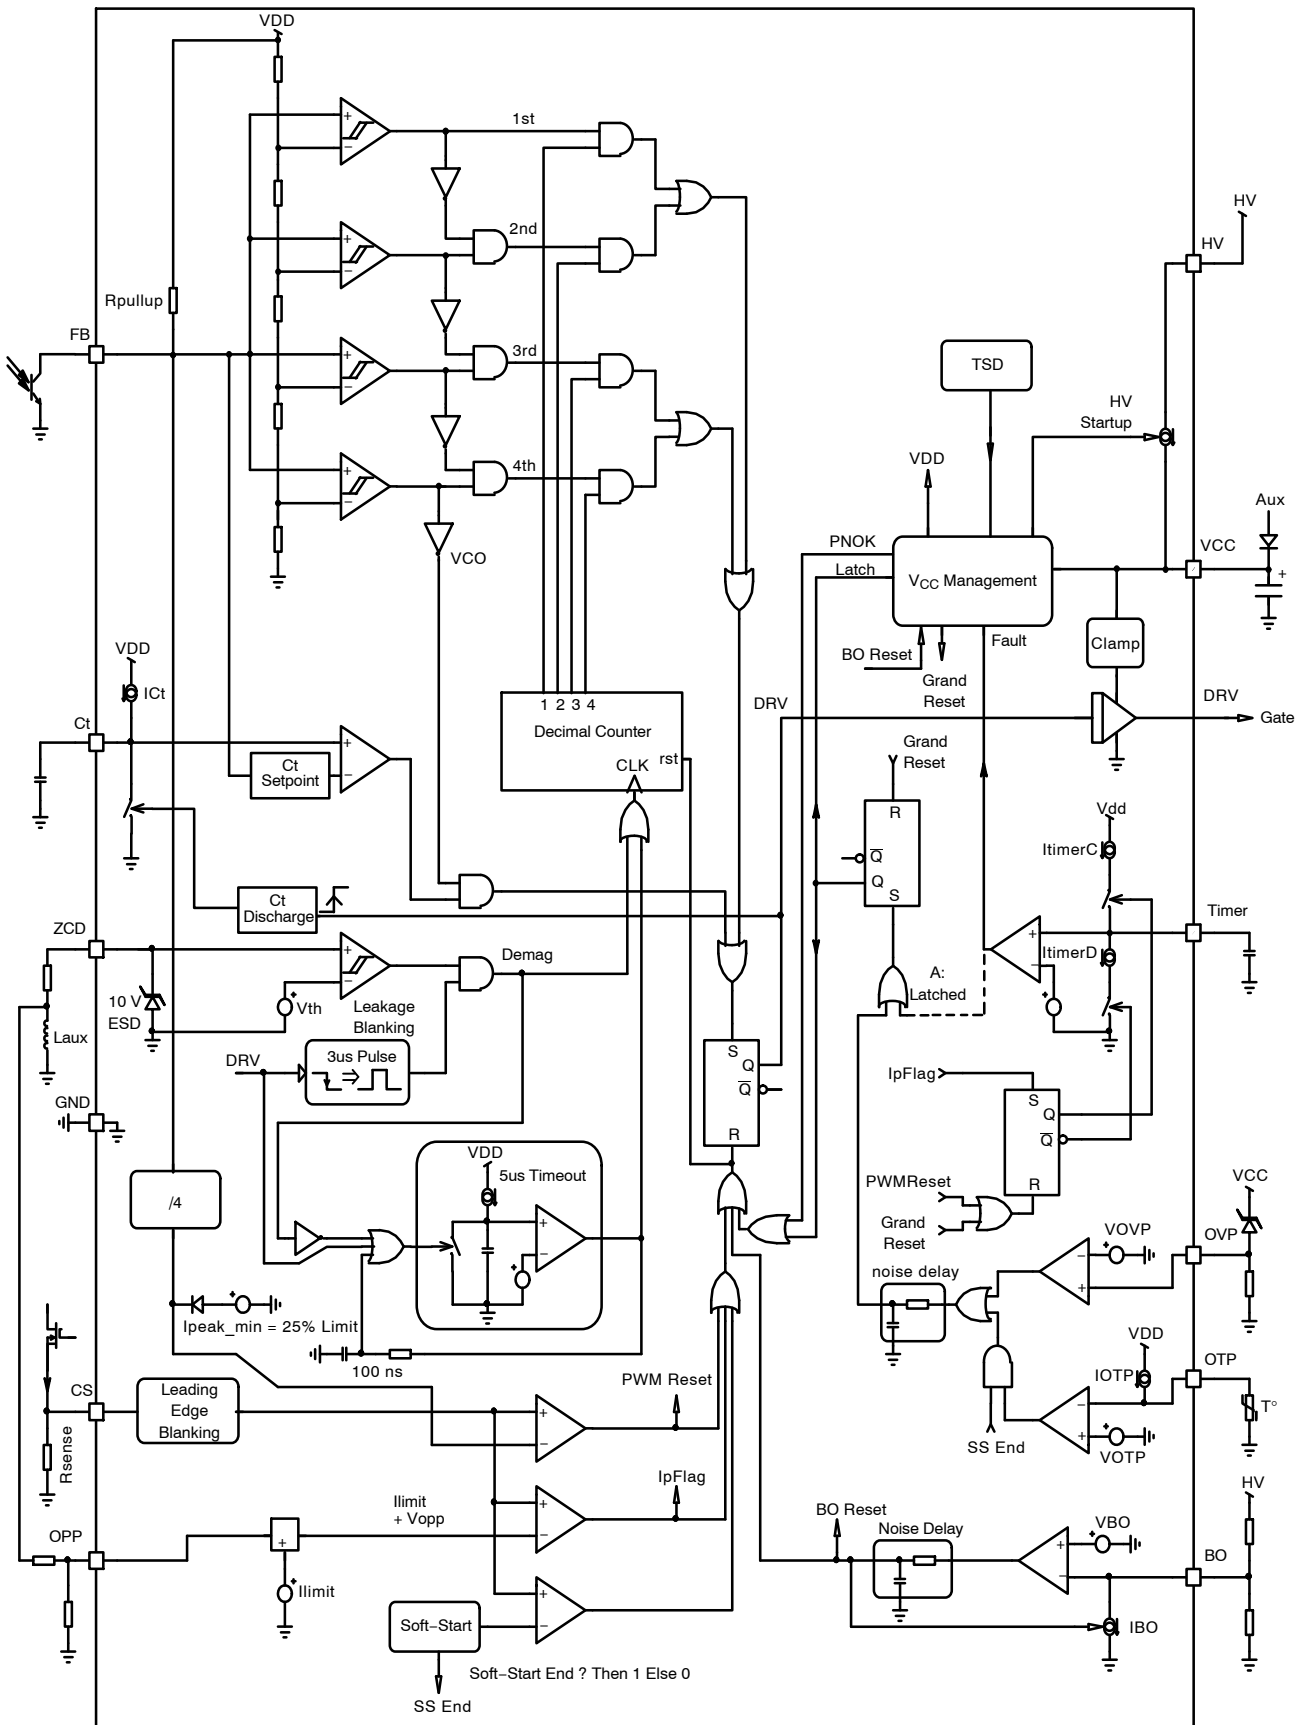 VDD
1st
2nd
HV
HV
Rpullup
FB
3rd
TSD
HV
Startup
4th
VDD
Aux
VCO
PNOK
VCC
Latch
VCC Management
+
Fault
Clamp
BO Reset
Grand
Reset
VDD
ICt
1 2 3 4
DRV
DRV
Gate
Ct
Decimal Counter
Grand
Reset
rst
Ct
Setpoint
CLK
R
Vdd
ItimerC
Q
Q
S
Ct
Discharge
ZCD
Timer
Demag
ItimerD
A:
Latched
10 V
ESD
Vth
Leakage
Blanking
Laux
DRV
3us Pulse
S
Q
Q
R
IpFlag
S
Q
Q
R
GND
VDD
5us Timeout
PWMReset
Grand
Reset
VCC
/4
VOVP
OVP
noise delay
Ipeak_min = 25% Limit
VDD
OTP
100 ns
IOTP
PWM Reset
CS
Leading
Edge
Blanking
T°
SS End
VOTP
Rsense
IpFlag
HV
Ilimit
+ Vopp
BO Reset
Noise Delay
VBO
OPP
BO
+
Ilimit
Soft−Start
IBO
Soft−Start End ? Then 1 Else 0
SS End
+
−
+
−
+
−
+
−
+
−
+
−
+
−
+
−
+
−
+
−
+
−
−
+
−
+
+
−